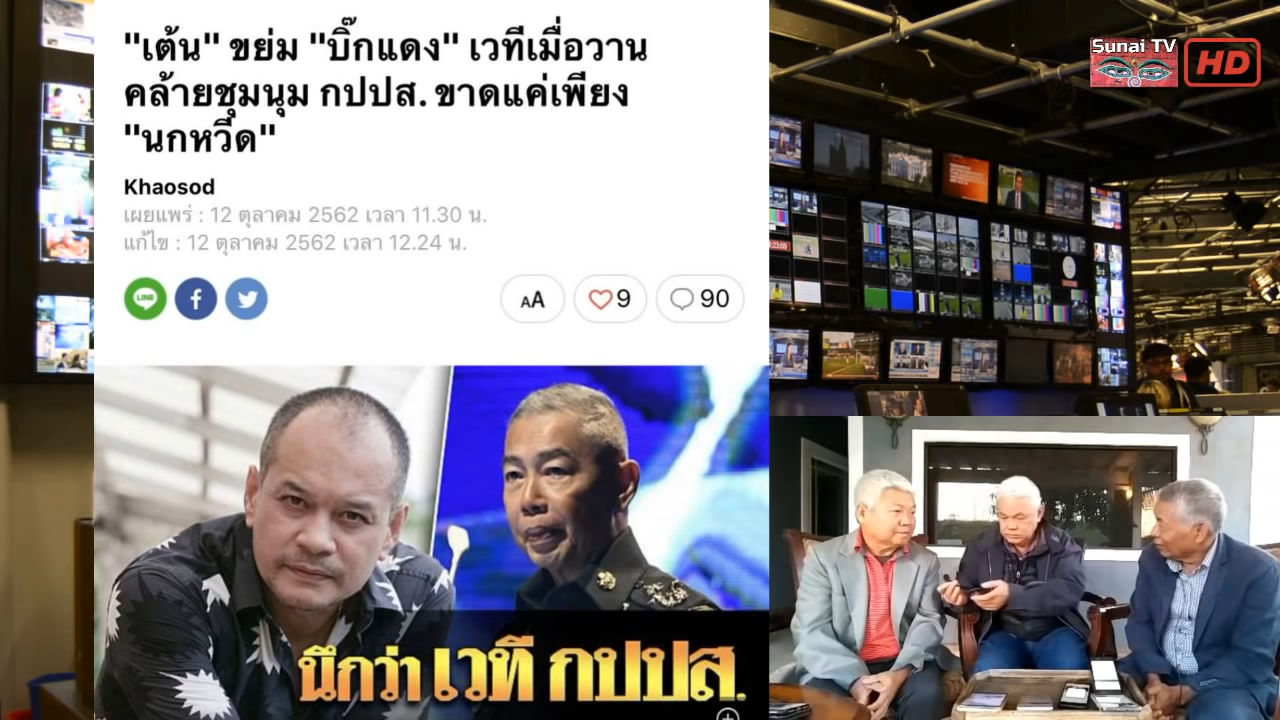 "เต้น" ขย่ม "บิ๊กแดง" เวทีเมื่อวาน
คล้ายชุมนุม กปปส. ขาดแค่เพียง
"นกหวีด"
Khaosod
เผยแพร่ : 12 ตุลาคม 2562 เวลา 11.30 น.
แก้ไข : 12 ตุลาคม 2562 เวลา 12.24 น.
LINE
AA
9
90
นึกว่า เวที กปปส.
Sunai TV
HD